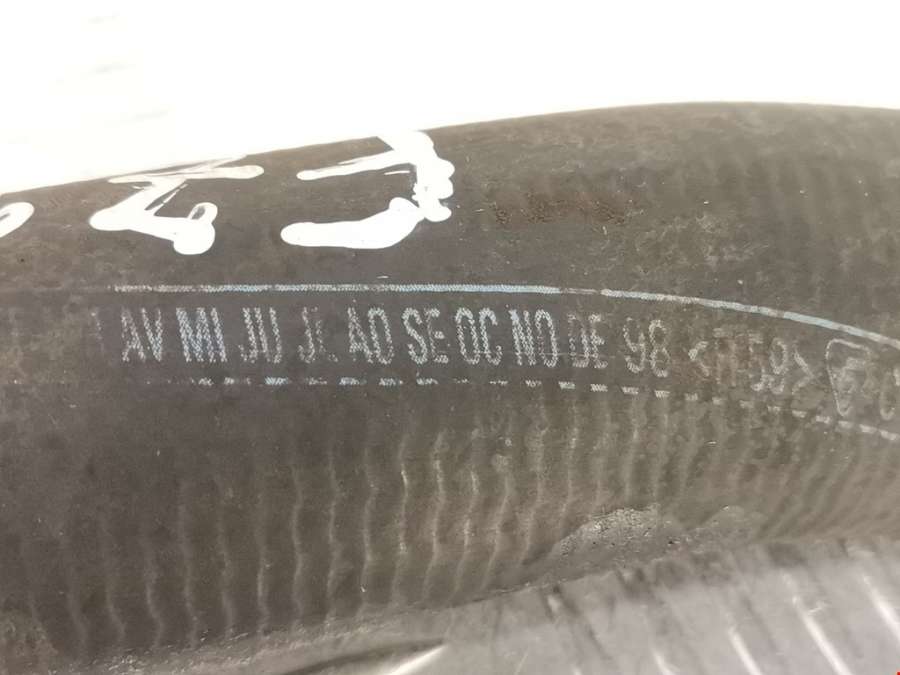 AV MI JU JL AO SE OC NO DE 98